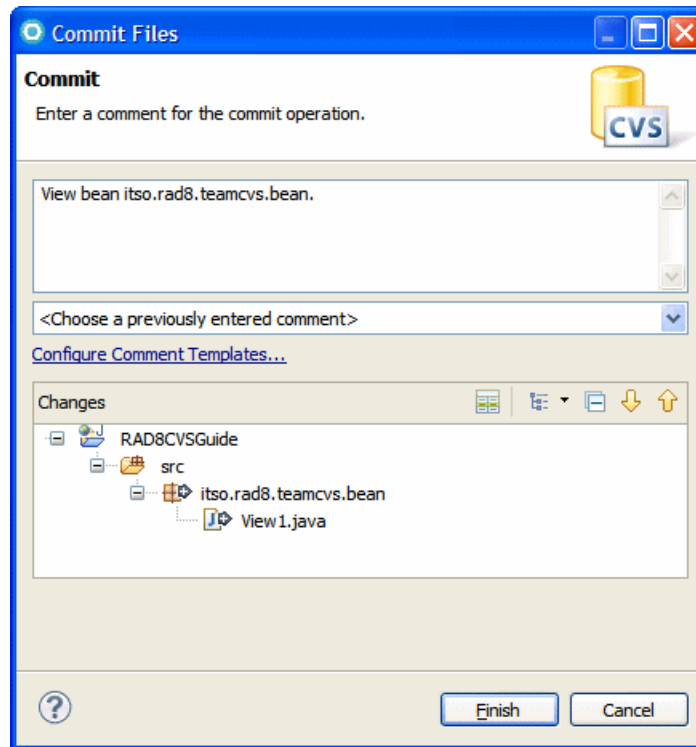 Commit Files
Commit
Enter a comment for the commit operation.
CVS
View bean itso.rad8.teamcvs.bean.
<Choose a previously entered comment>
Configure Comment Templates...
Changes
RAD8CVSGuide
src
itso.rad8.teamcvs.bean
J
View1.java
?
Finish
Cancel